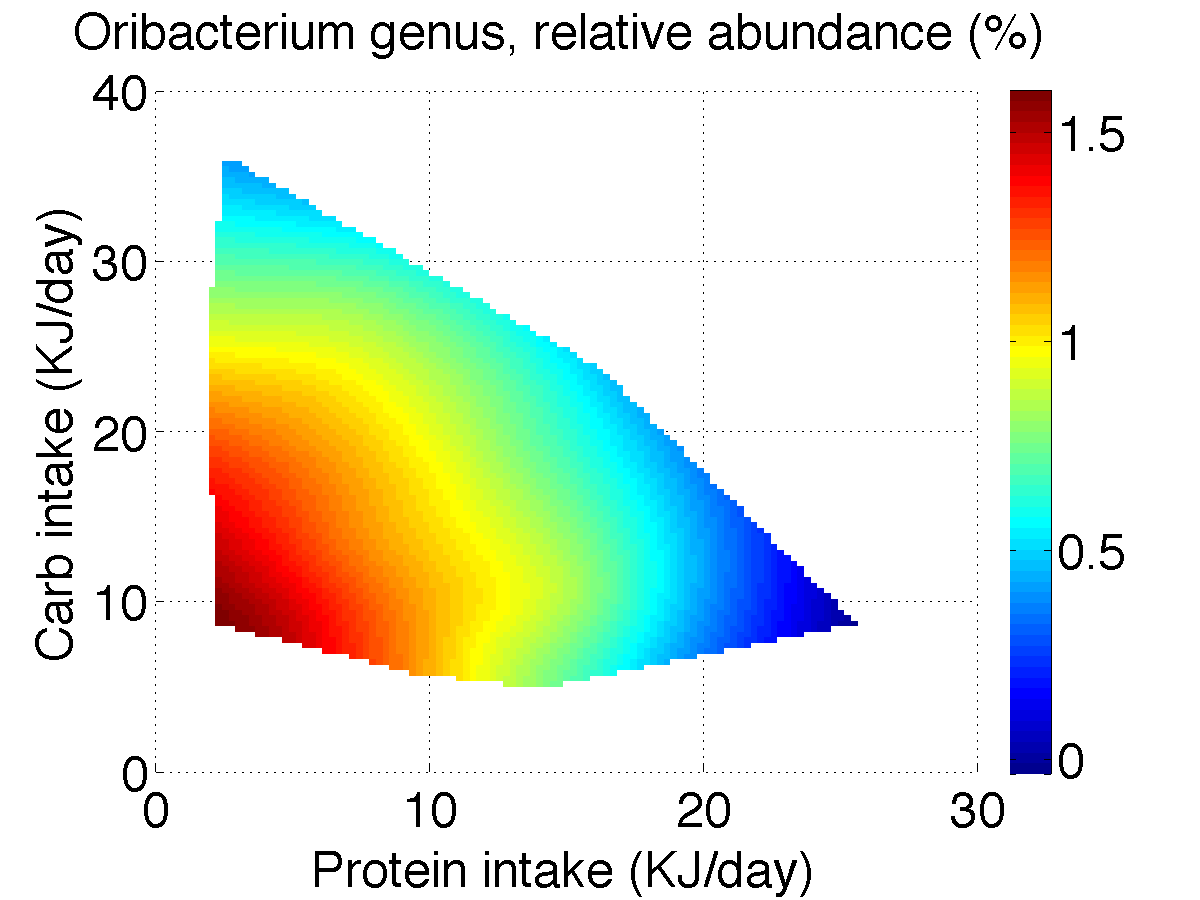 Oribacterium genus, relative abundance (%)
40
30
20
10
0
Carb intake (KJ/day)
0 10 20 30
Protein intake (KJ/day)
1.5
1
0.5
0